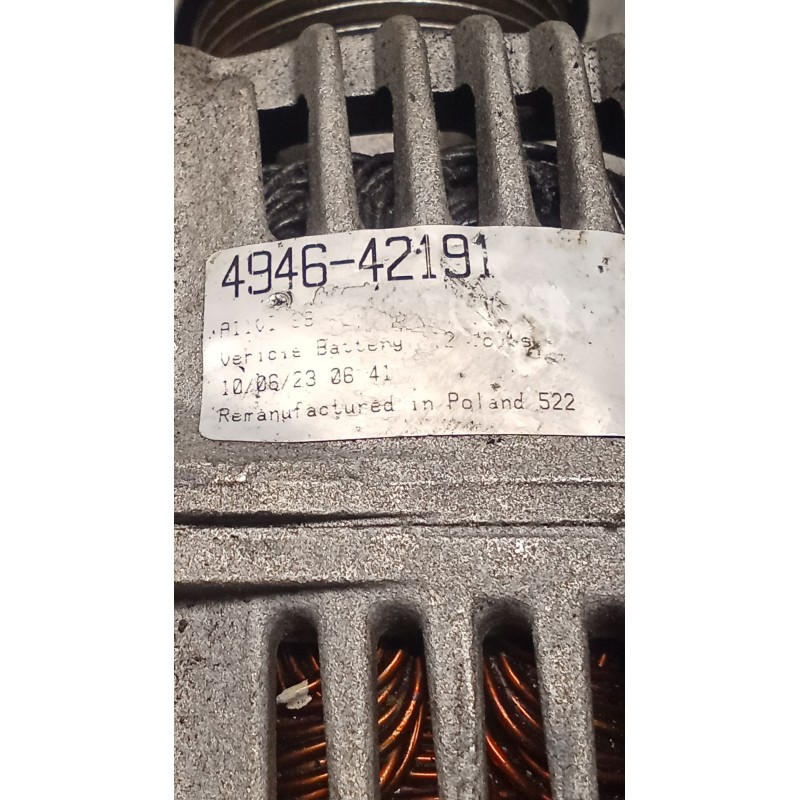 4946-42191
Vehicle Battery
10/06/23 06 41
Remanufactured in Poland 522